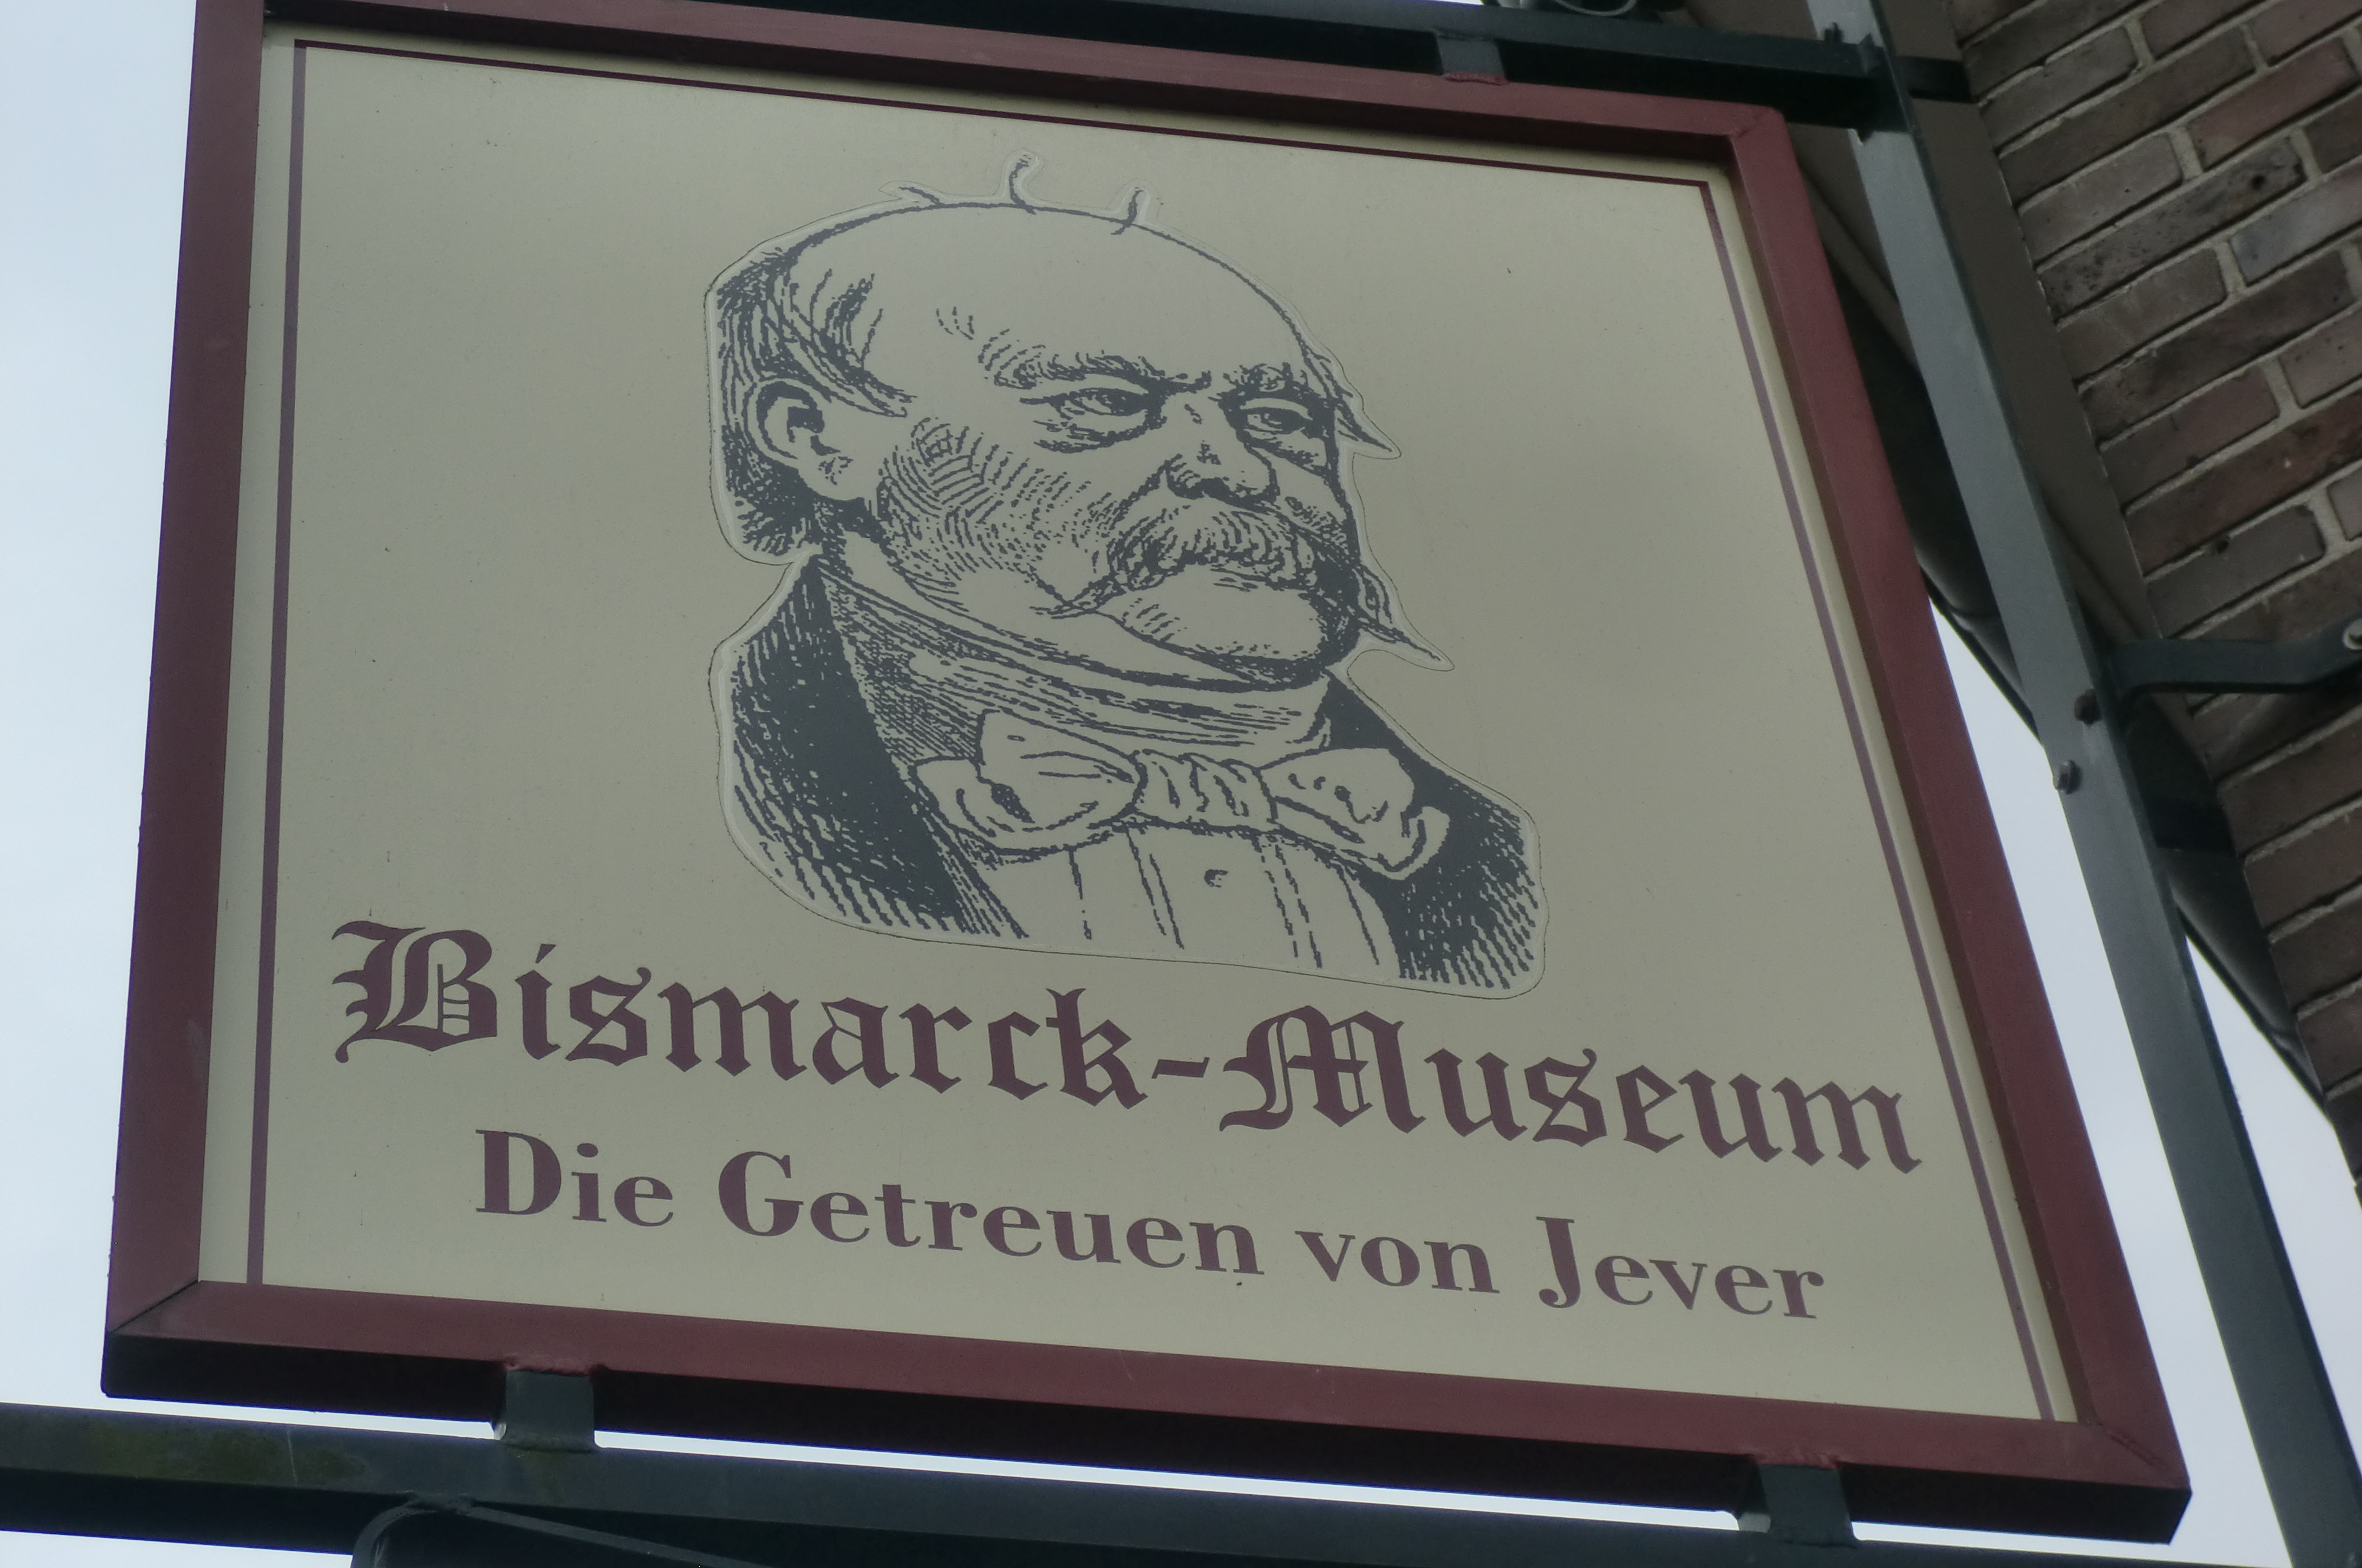 Bismarck-Museum
Die Getreuen von Jever